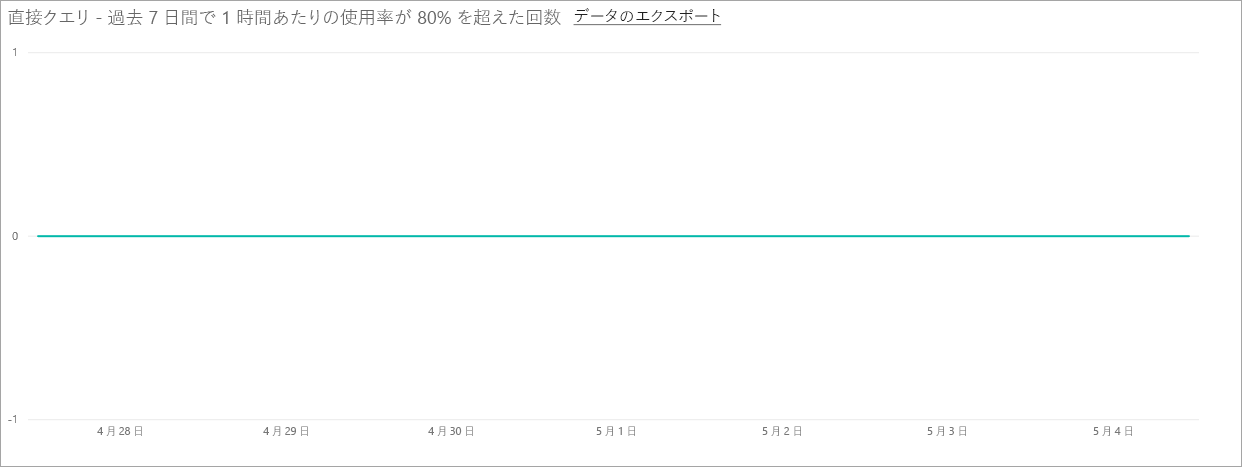 直接クエリ - 過去 7 日間で 1 時間あたりの使用率が 80% を超えた回数 データのエクスポート
1
0
-1
4 月 28 日 4 月 29 日 4 月 30 日 5 月 1 日 5 月 2 日 5 月 3 日 5 月 4 日